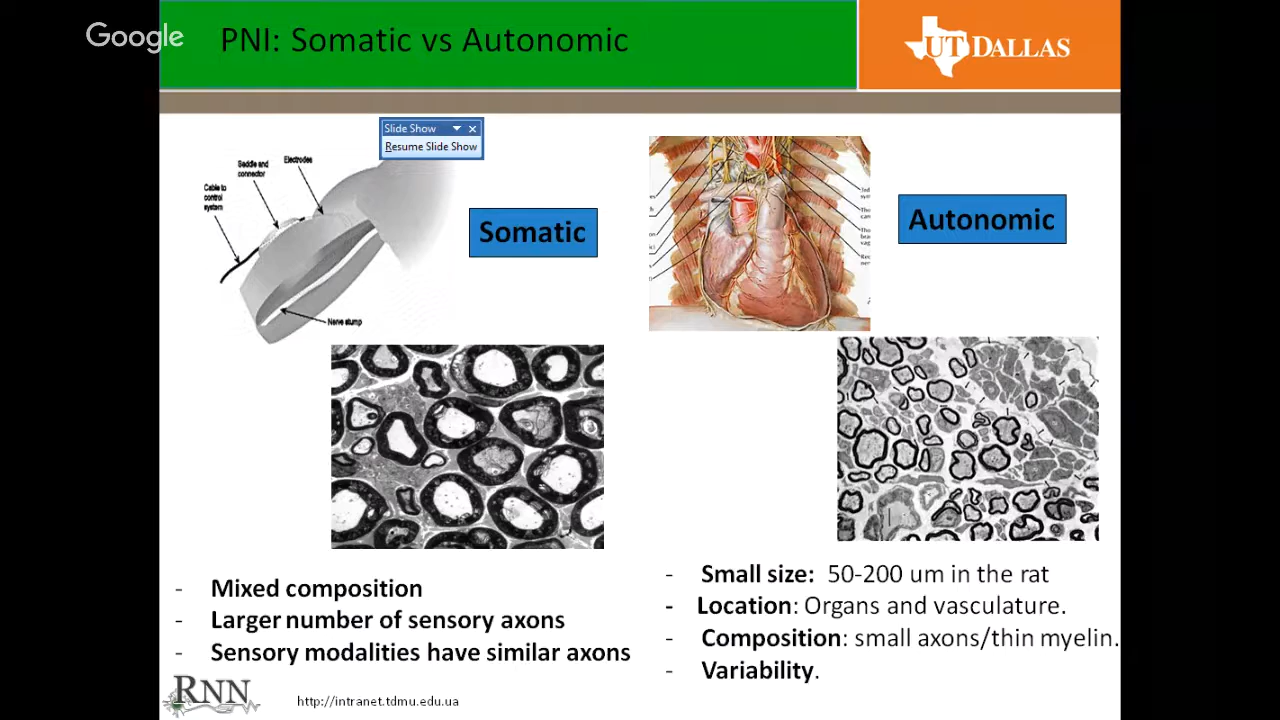 Google
PNI: Somatic vs Autonomic
UT DALLAS
Slide Show
Resume Slide Show
Saddle and
connector
Electrodes
Cable to
control
system
Nerve stump
Somatic
Autonomic
- Mixed composition
- Larger number of sensory axons
- Sensory modalities have similar axons
- Small size: 50-200 um in the rat
- Location: Organs and vasculature.
- Composition: small axons/thin myelin.
- Variability.
RNN
http://intranet.tdmu.edu.ua